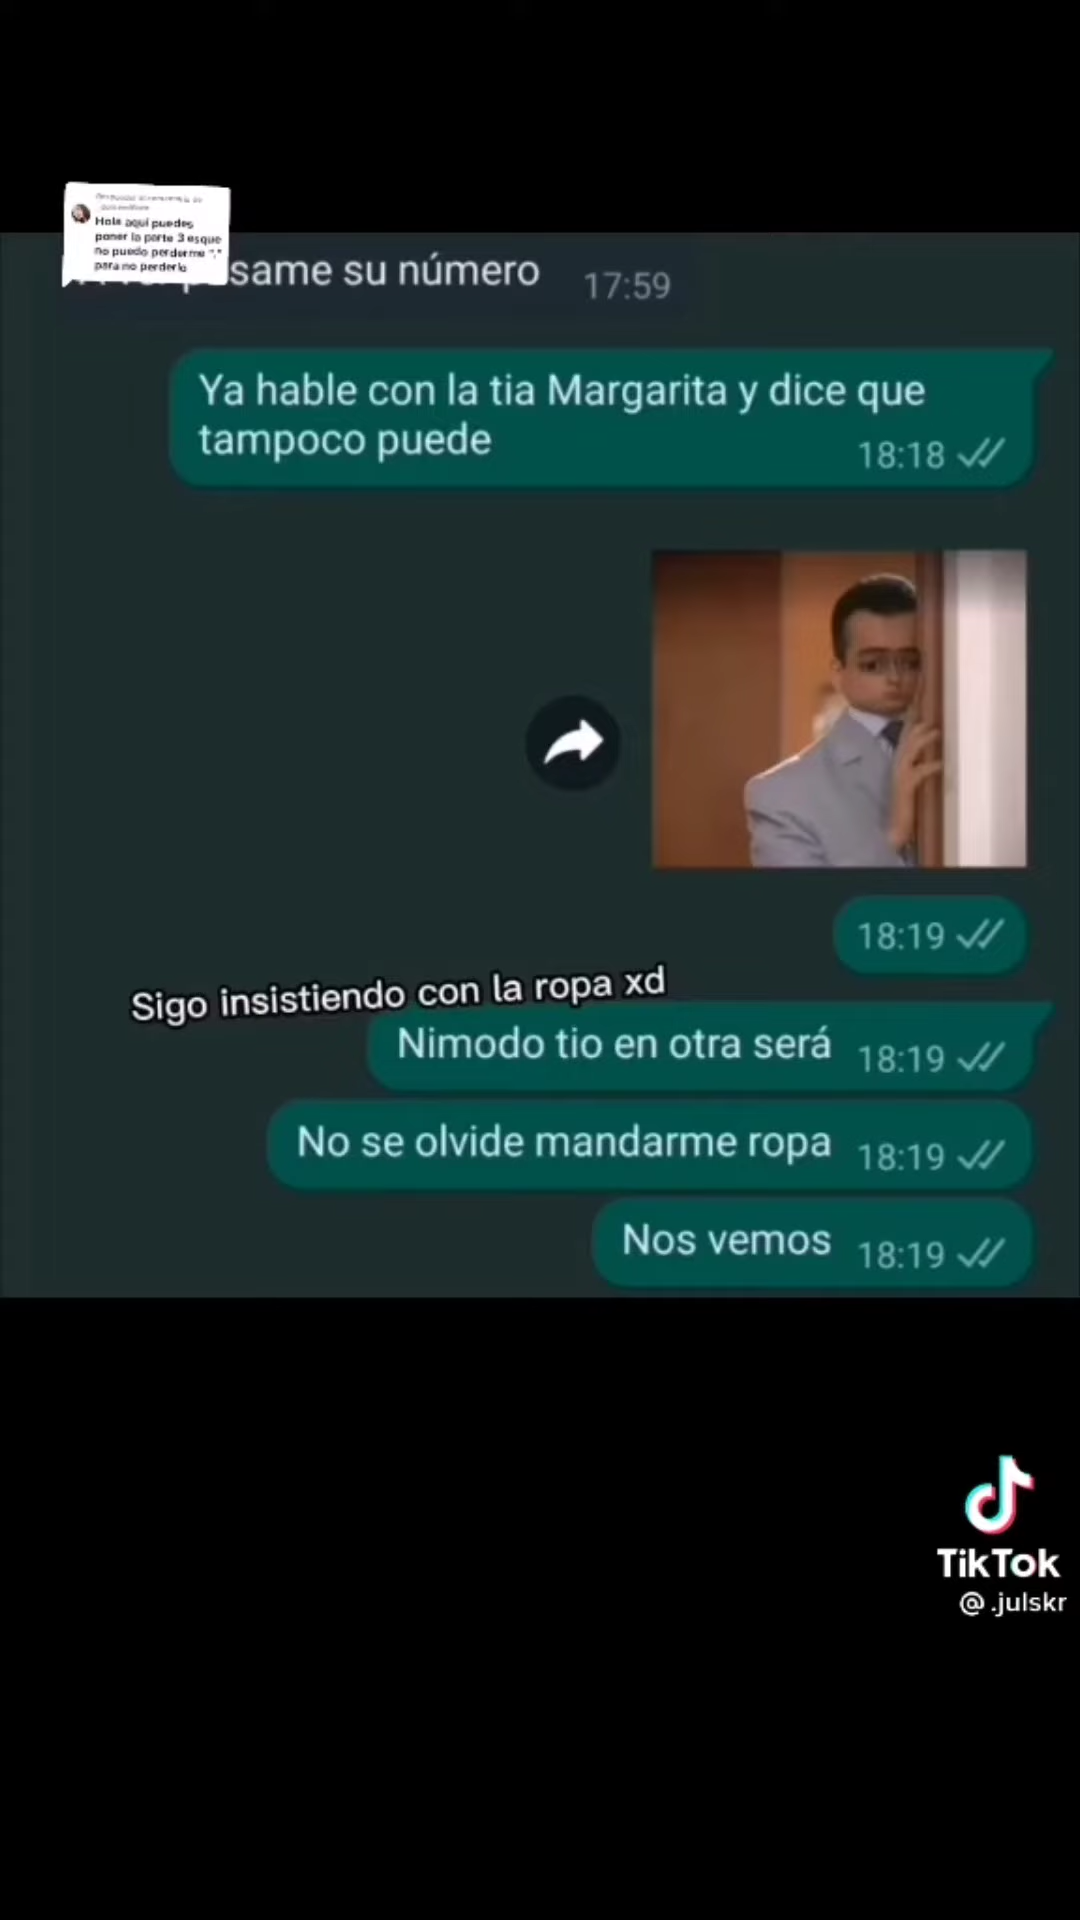 Hola aqui puedes
poner la parte 3 esque
no puedo perderme "."
para no perderlo
same su número 17:59
Ya hable con la tia Margarita y dice que
tampoco puede 18:18
18:19
Sigo insistiendo con la ropa xd
Nimodo tio en otra será 18:19
No se olvide mandarme ropa 18:19
Nos vemos 18:19
TikTok
@.julskr